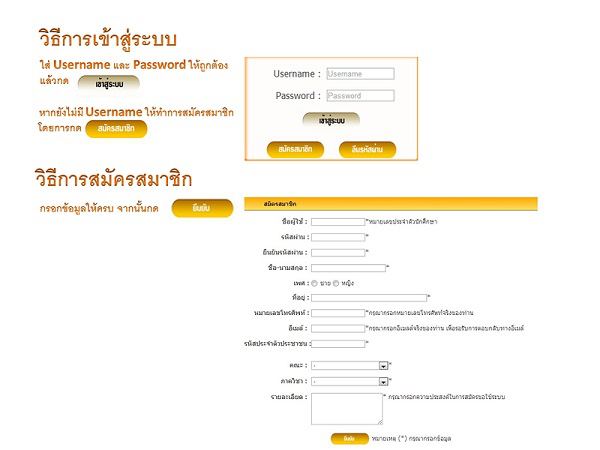 วิธีการเข้าสู่ระบบ
ใส่ Username และ Password ให้ถูกต้อง
แล้วกด เข้าสู่ระบบ
หากยังไม่มี Username ให้ทำการสมัครสมาชิก
โดยการกด สมัครสมาชิก
Username : Username
Password : Password
เข้าสู่ระบบ
สมัครสมาชิก ลืมรหัสผ่าน
วิธีการสมัครสมาชิก
กรอกข้อมูลให้ครบ จากนั้นกด ยืนยัน
สมัครสมาชิก
ชื่อผู้ใช้ : *หมายเลขประจำตัวนักศึกษา
รหัสผ่าน : *
ยืนยันรหัสผ่าน : *
ชื่อ-นามสกุล : *
เพศ : ชาย หญิง
ที่อยู่ : *
หมายเลขโทรศัพท์ : *กรุณากรอกหมายเลขโทรศัพท์จริงของท่าน
อีเมล์ : *กรุณากรอกอีเมลล์จริงของท่าน เพื่อรอรับการตอบกลับทางอีเมล์
รหัสประจำตัวประชาชน : *
คณะ : - *
ภาควิชา : - *
รายละเอียด : * กรุณากรอกความประสงค์ในการสมัครขอใช้ระบบ
ยืนยัน หมายเหตุ (*) กรุณากรอกข้อมูล